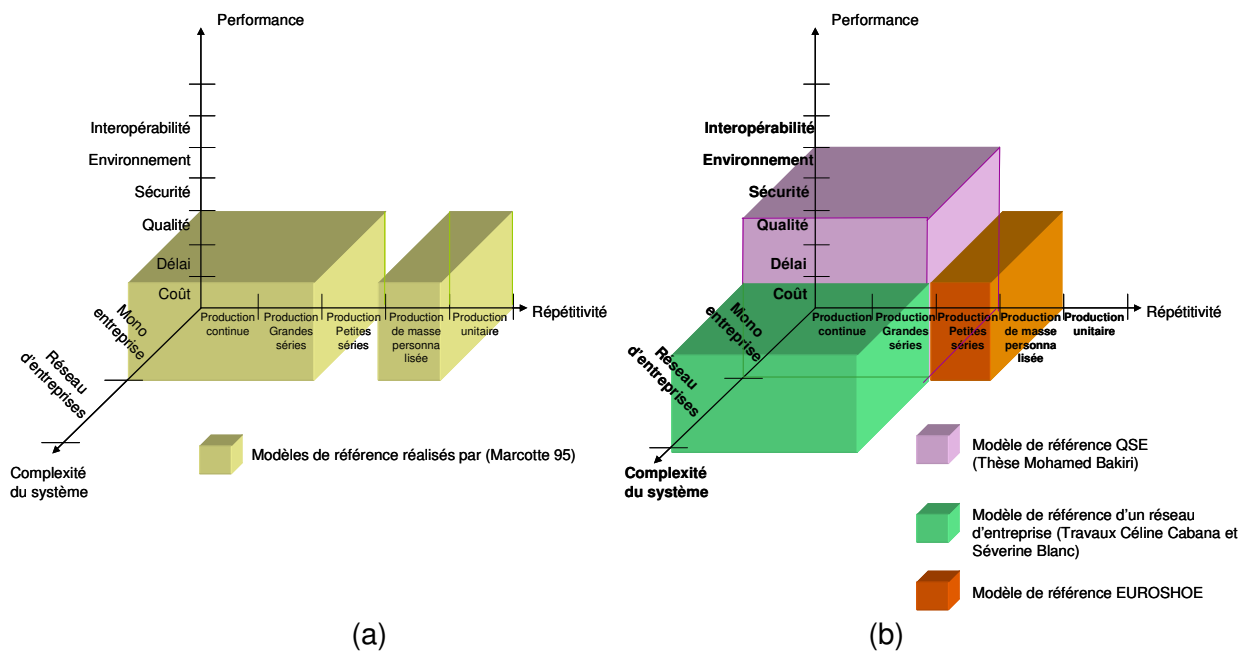 Performance
Interopérabilité
Environnement
Sécurité
Qualité
Délai
Coût
Mono
entreprise
Réseau
d'entreprises
Complexité
du système
Production
continue
Production
Grandes
séries
Production
Petites
séries
Production
de masse
personna
lisée
Production
unitaire
Répétitivité
Modèles de référence réalisés par (Marcotte 95)
(a)
Performance
Interopérabilité
Environnement
Sécurité
Qualité
Délai
Coût
Mono
entreprise
Réseau
d'entreprises
Complexité
du système
Production
continue
Production
Grandes
séries
Production
Petites
séries
Production
de masse
personna
lisée
Production
unitaire
Répétitivité
Modèle de référence QSE
(Thèse Mohamed Bakiri)
Modèle de référence d'un réseau
d'entreprise (Travaux Céline Cabana et
Séverine Blanc)
Modèle de référence EUROSHOE
(b)